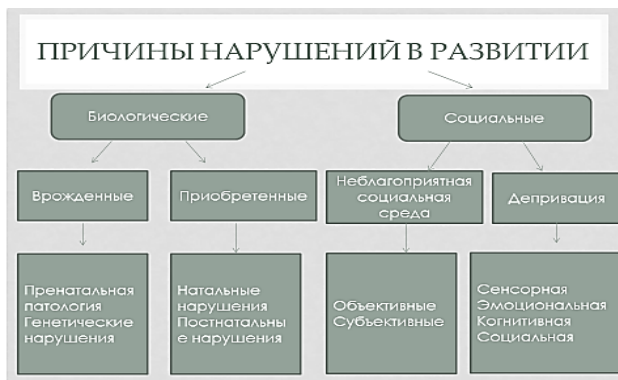 ПРИЧИНЫ НАРУШЕНИЙ В РАЗВИТИИ
Биологические
Социальные
Врожденные
Приобретенные
Неблагоприятная
социальная
среда
Депривация
Пренатальная
патология
Генетические
нарушения
Натальные
нарушения
Постнатальны
е нарушения
Объективные
Субъективные
Сенсорная
Эмоциональная
Когнитивная
Социальная